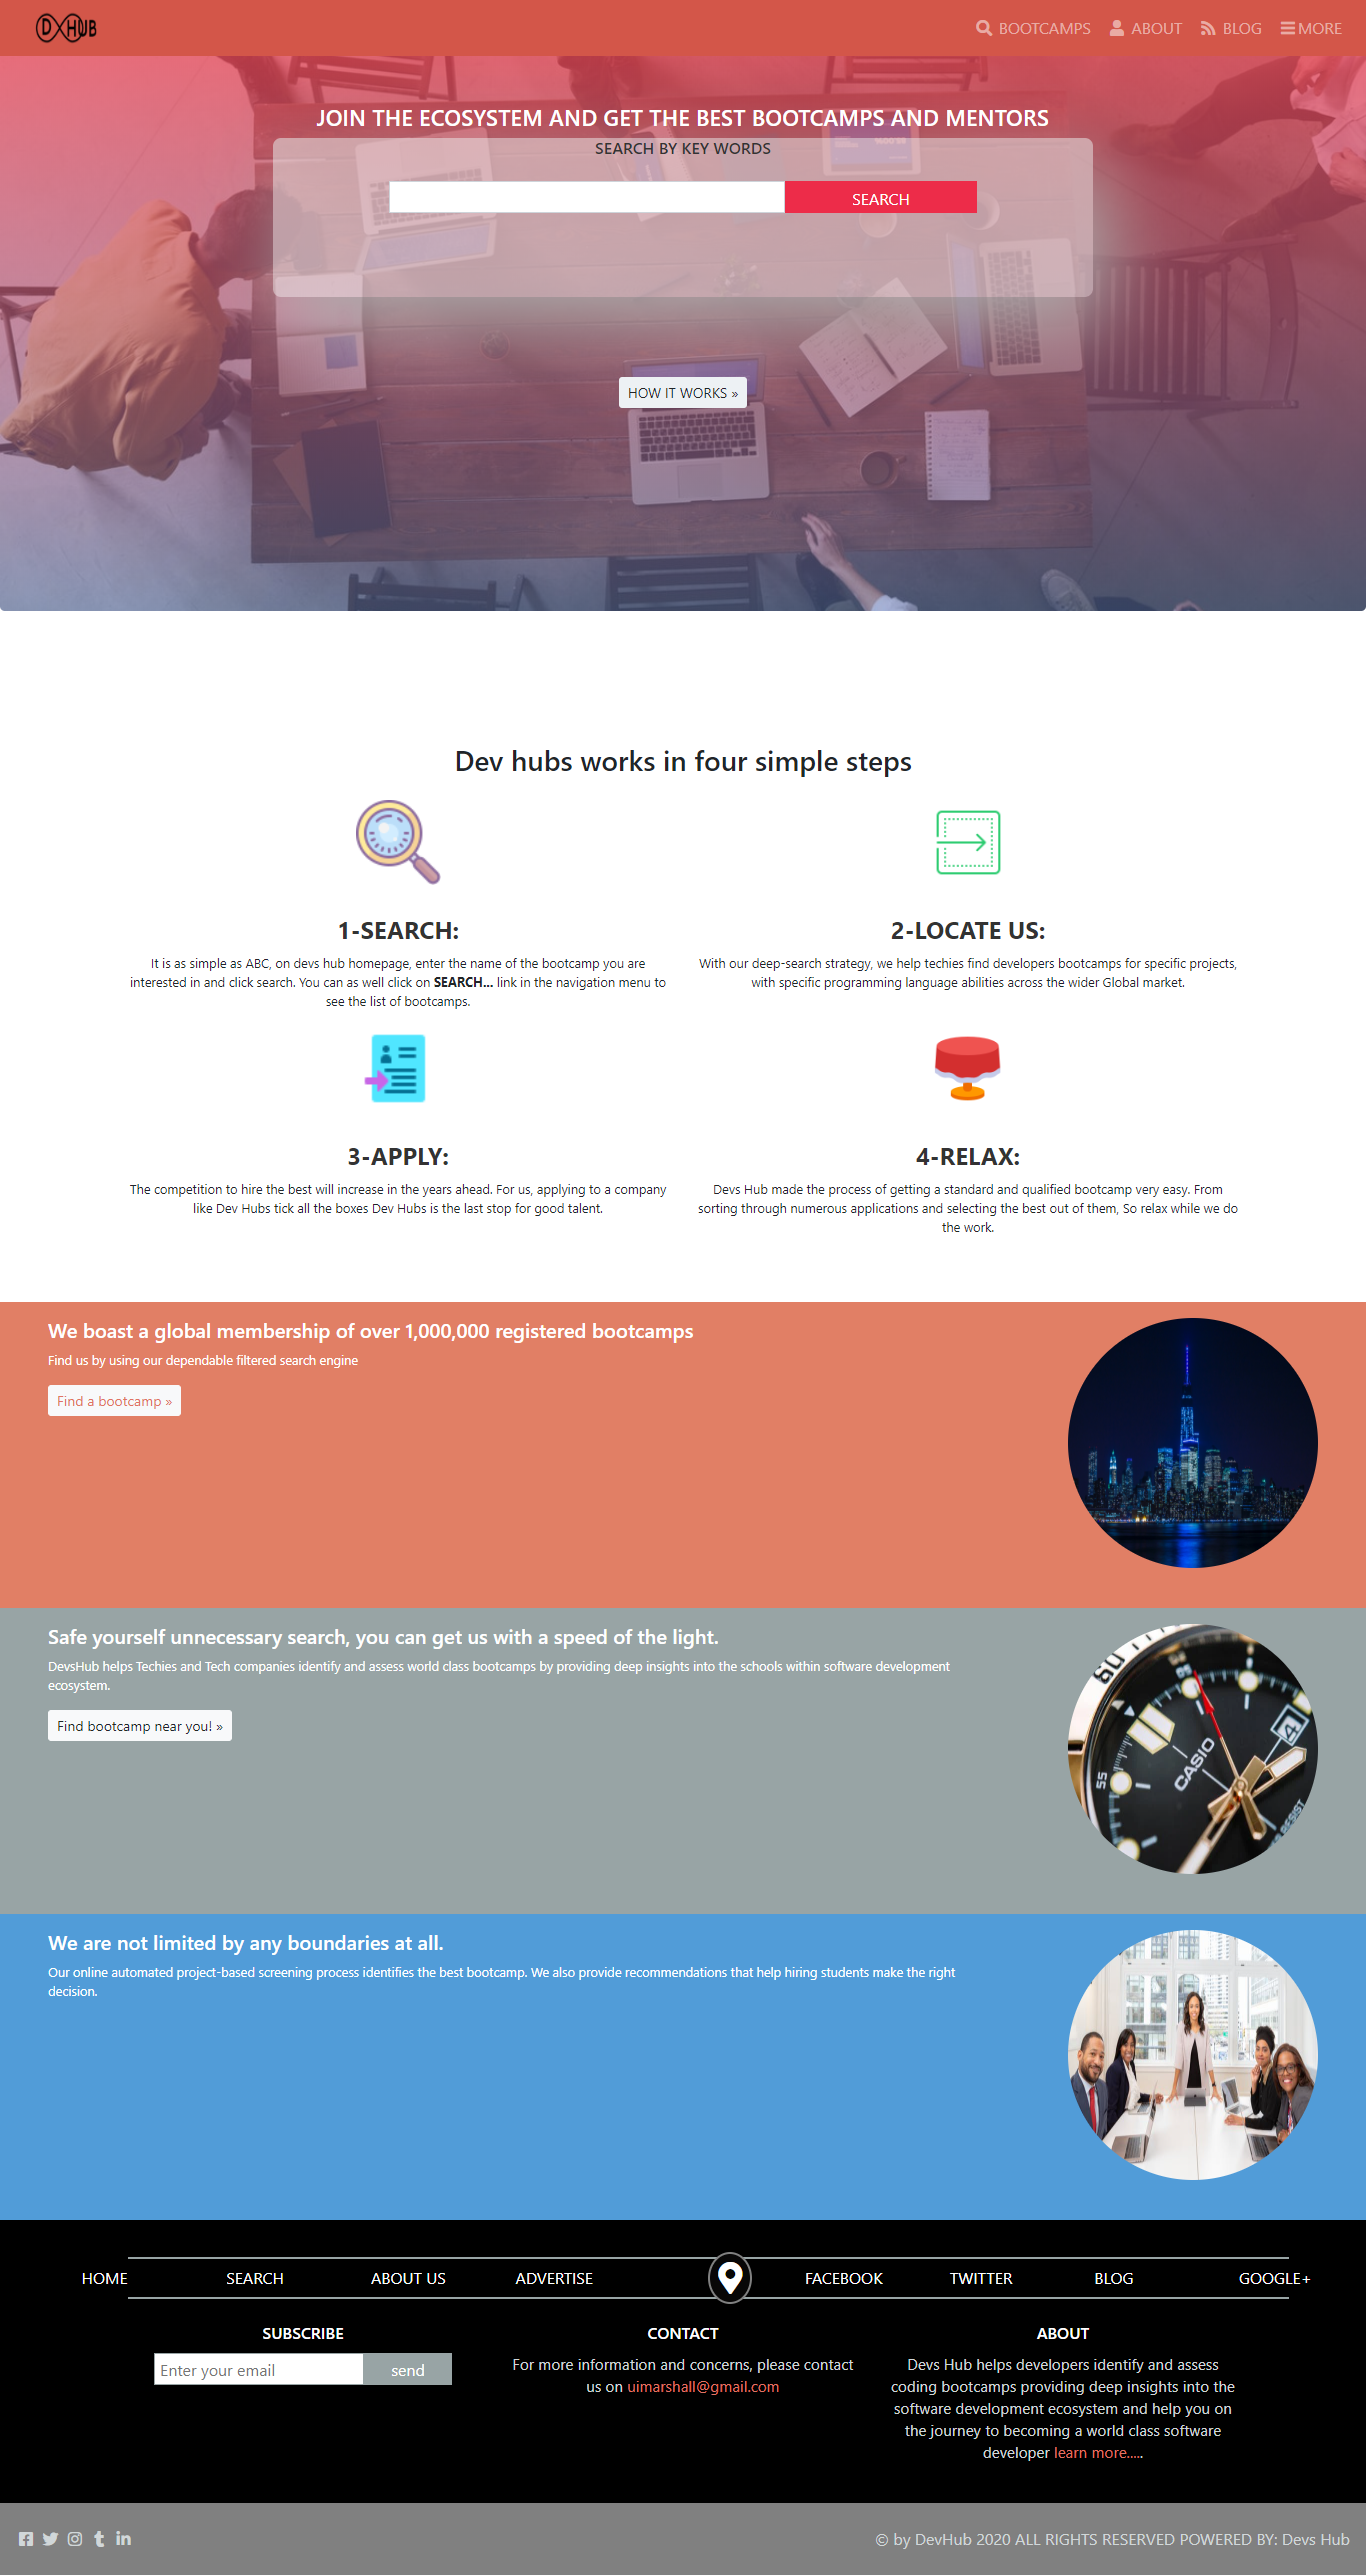 DHUB
BOOTCAMPS ABOUT BLOG MORE
JOIN THE ECOSYSTEM AND GET THE BEST BOOTCAMPS AND MENTORS
SEARCH BY KEY WORDS
SEARCH
HOW IT WORKS »
Dev hubs works in four simple steps
1-SEARCH:
It is as simple as ABC, on devs hub homepage, enter the name of the bootcamp you are
interested in and click search. You can as well click on SEARCH... link in the navigation menu to
see the list of bootcamps.
2-LOCATE US:
With our deep-search strategy, we help techies find developers bootcamps for specific projects,
with specific programming language abilities across the wider Global market.
3-APPLY:
The competition to hire the best will increase in the years ahead. For us, applying to a company
like Dev Hubs tick all the boxes Dev Hubs is the last stop for good talent.
4-RELAX:
Devs Hub made the process of getting a standard and qualified bootcamp very easy. From
sorting through numerous applications and selecting the best out of them, So relax while we do
the work.
We boast a global membership of over 1,000,000 registered bootcamps
Find us by using our dependable filtered search engine
Find a bootcamp »
Safe yourself unnecessary search, you can get us with a speed of the light.
DevsHub helps Techies and Tech companies identify and assess world class bootcamps by providing deep insights into the schools within software development
ecosystem.
Find bootcamp near you! »
CASIO
55
4
We are not limited by any boundaries at all.
Our online automated project-based screening process identifies the best bootcamp. We also provide recommendations that help hiring students make the right
decision.
HOME SEARCH ABOUT US ADVERTISE FACEBOOK TWITTER BLOG GOOGLE+
SUBSCRIBE
Enter your email send
CONTACT
For more information and concerns, please contact
us on uimarshall@gmail.com
ABOUT
Devs Hub helps developers identify and assess
coding bootcamps providing deep insights into the
software development ecosystem and help you on
the journey to becoming a world class software
developer learn more.....
© by DevHub 2020 ALL RIGHTS RESERVED POWERED BY: Devs Hub